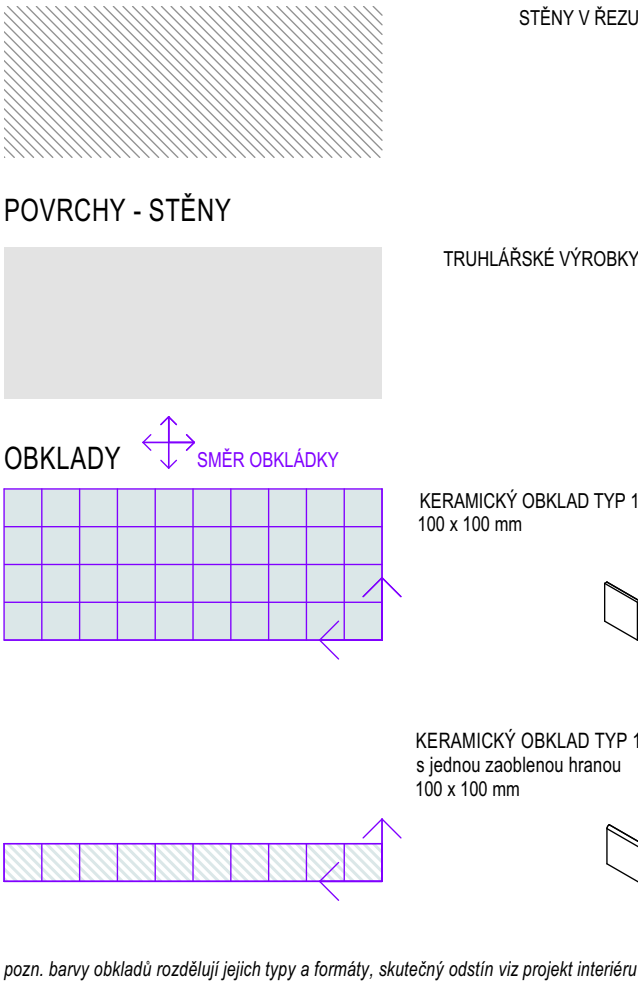 STĚNY V ŘEZU
POVRCHY - STĚNY
TRUHLÁŘSKÉ VÝROBKY
OBKLADY
SMĚR OBKLÁDKY
KERAMICKÝ OBKLAD TYP 1
100 x 100 mm
KERAMICKÝ OBKLAD TYP 1
s jednou zaoblenou hranou
100 x 100 mm
pozn. barvy obkladů rozdělují jejich typy a formáty, skutečný odstín viz projekt interiéru